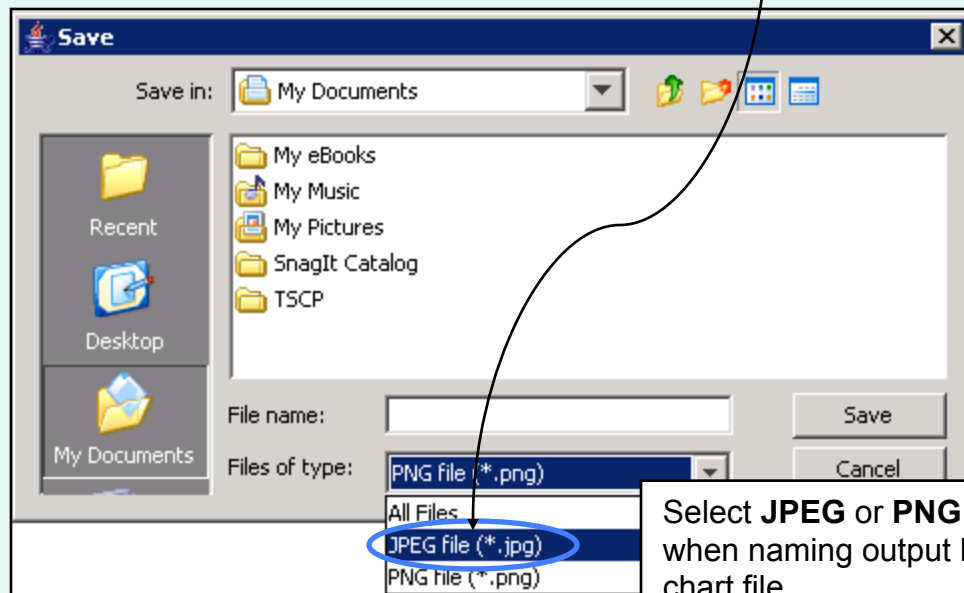 Save
Save in:
My Documents
My eBooks
My Music
My Pictures
SnagIt Catalog
TSCP
Recent
Desktop
My Documents
File name:
Save
Files of type:
PNG file (*.png)
Cancel
All Files
JPEG file (*.jpg)
PNG file (*.png)
Select JPEG or PNG
when naming output
chart file